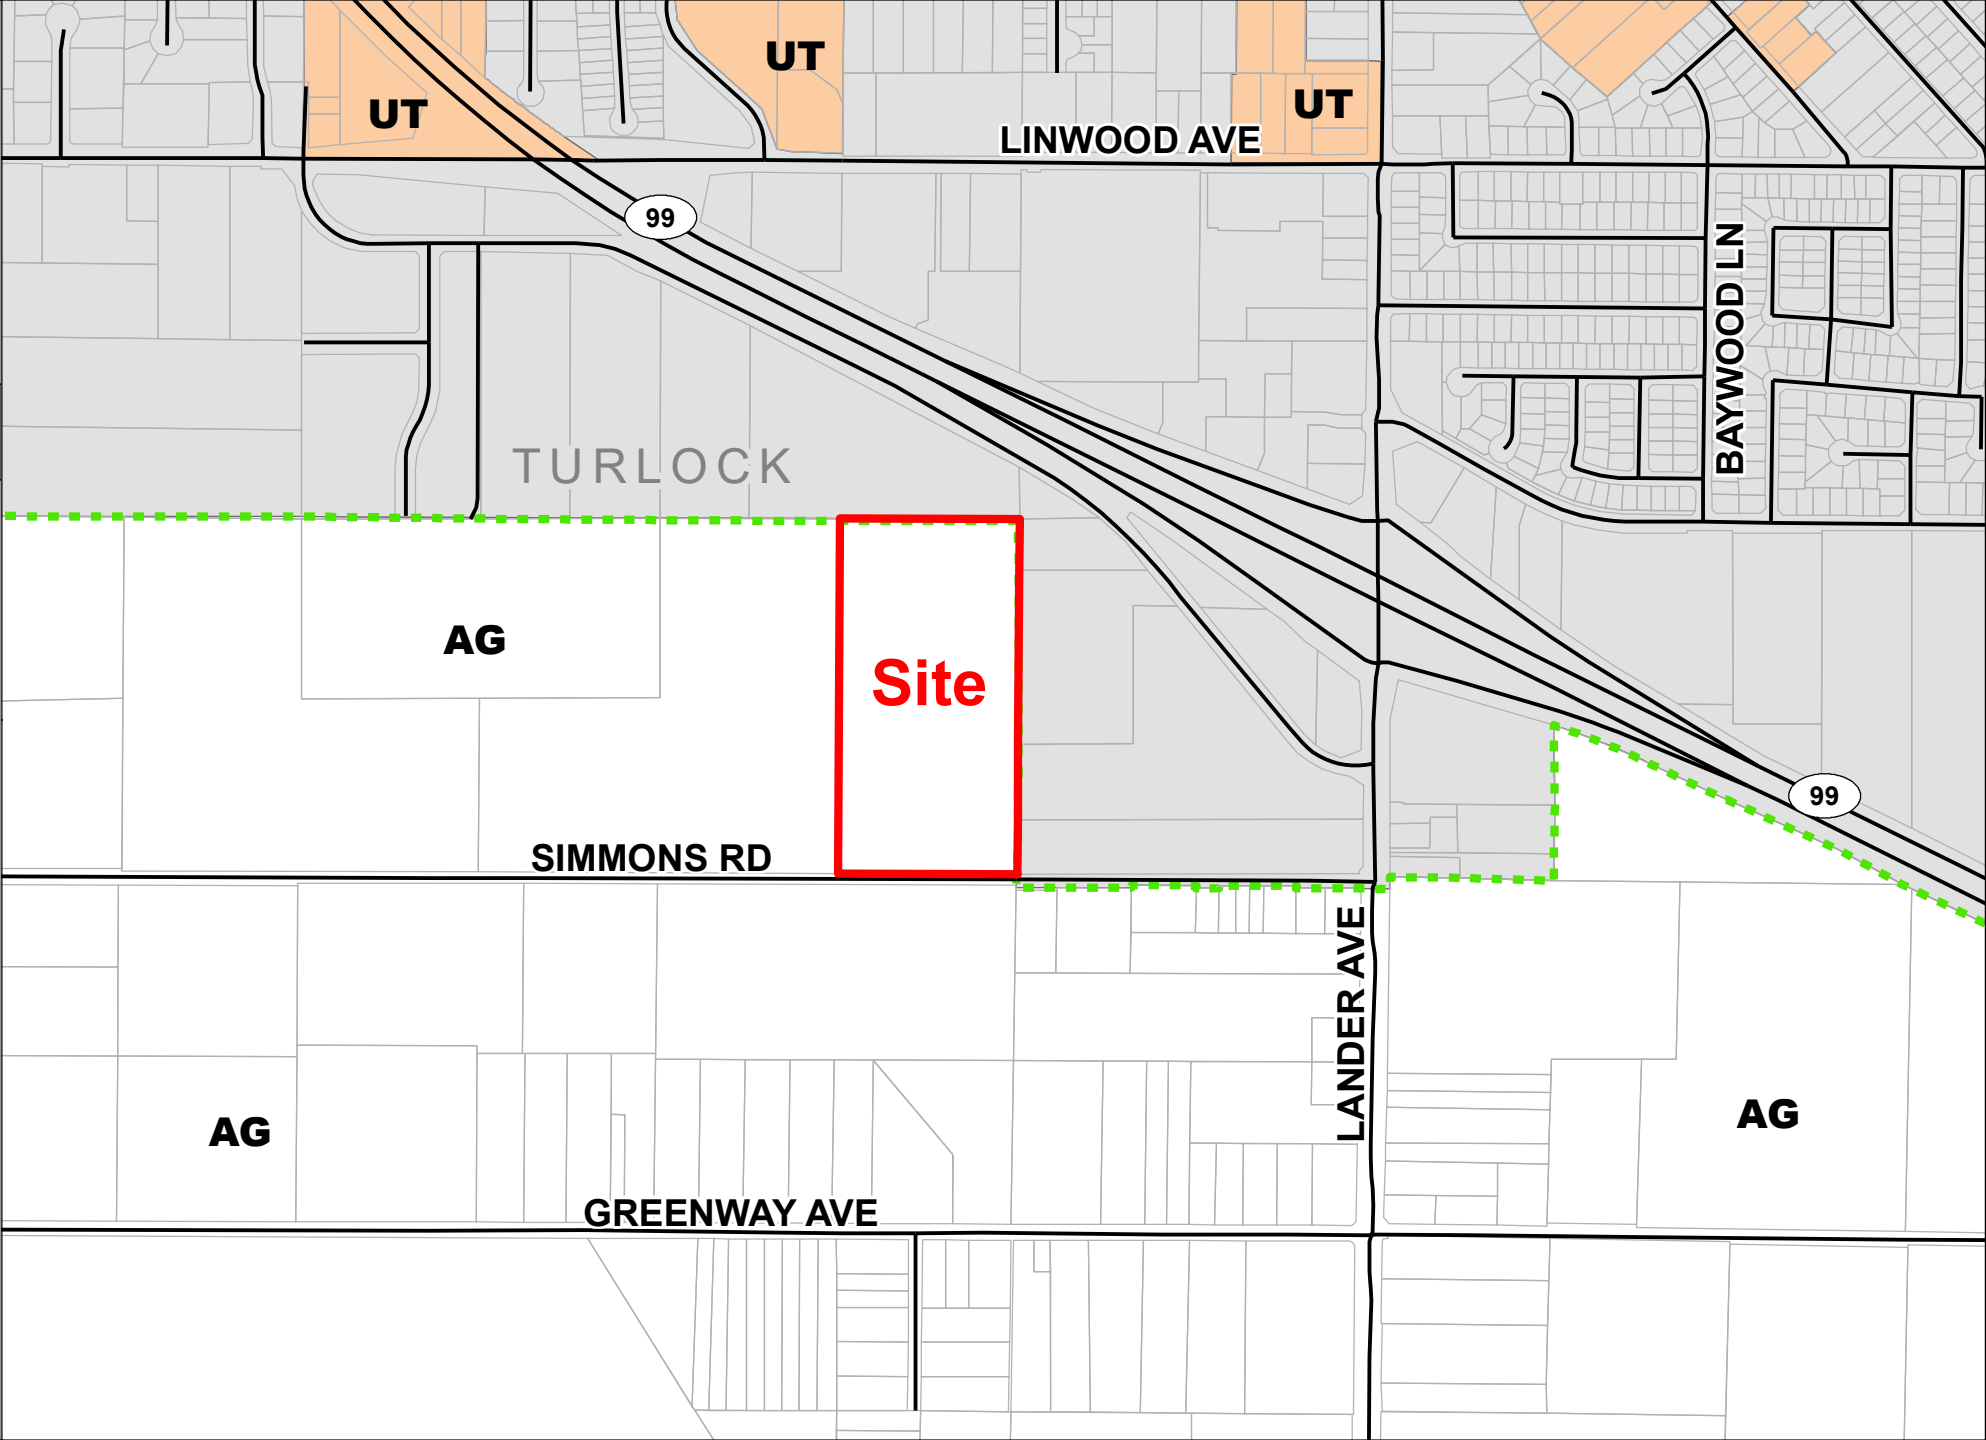 UT
UT
UT
LINWOOD AVE
99
BAYWOOD LN
TURLOCK
AG
Site
99
SIMMONS RD
LANDER AVE
AG
AG
GREENWAY AVE